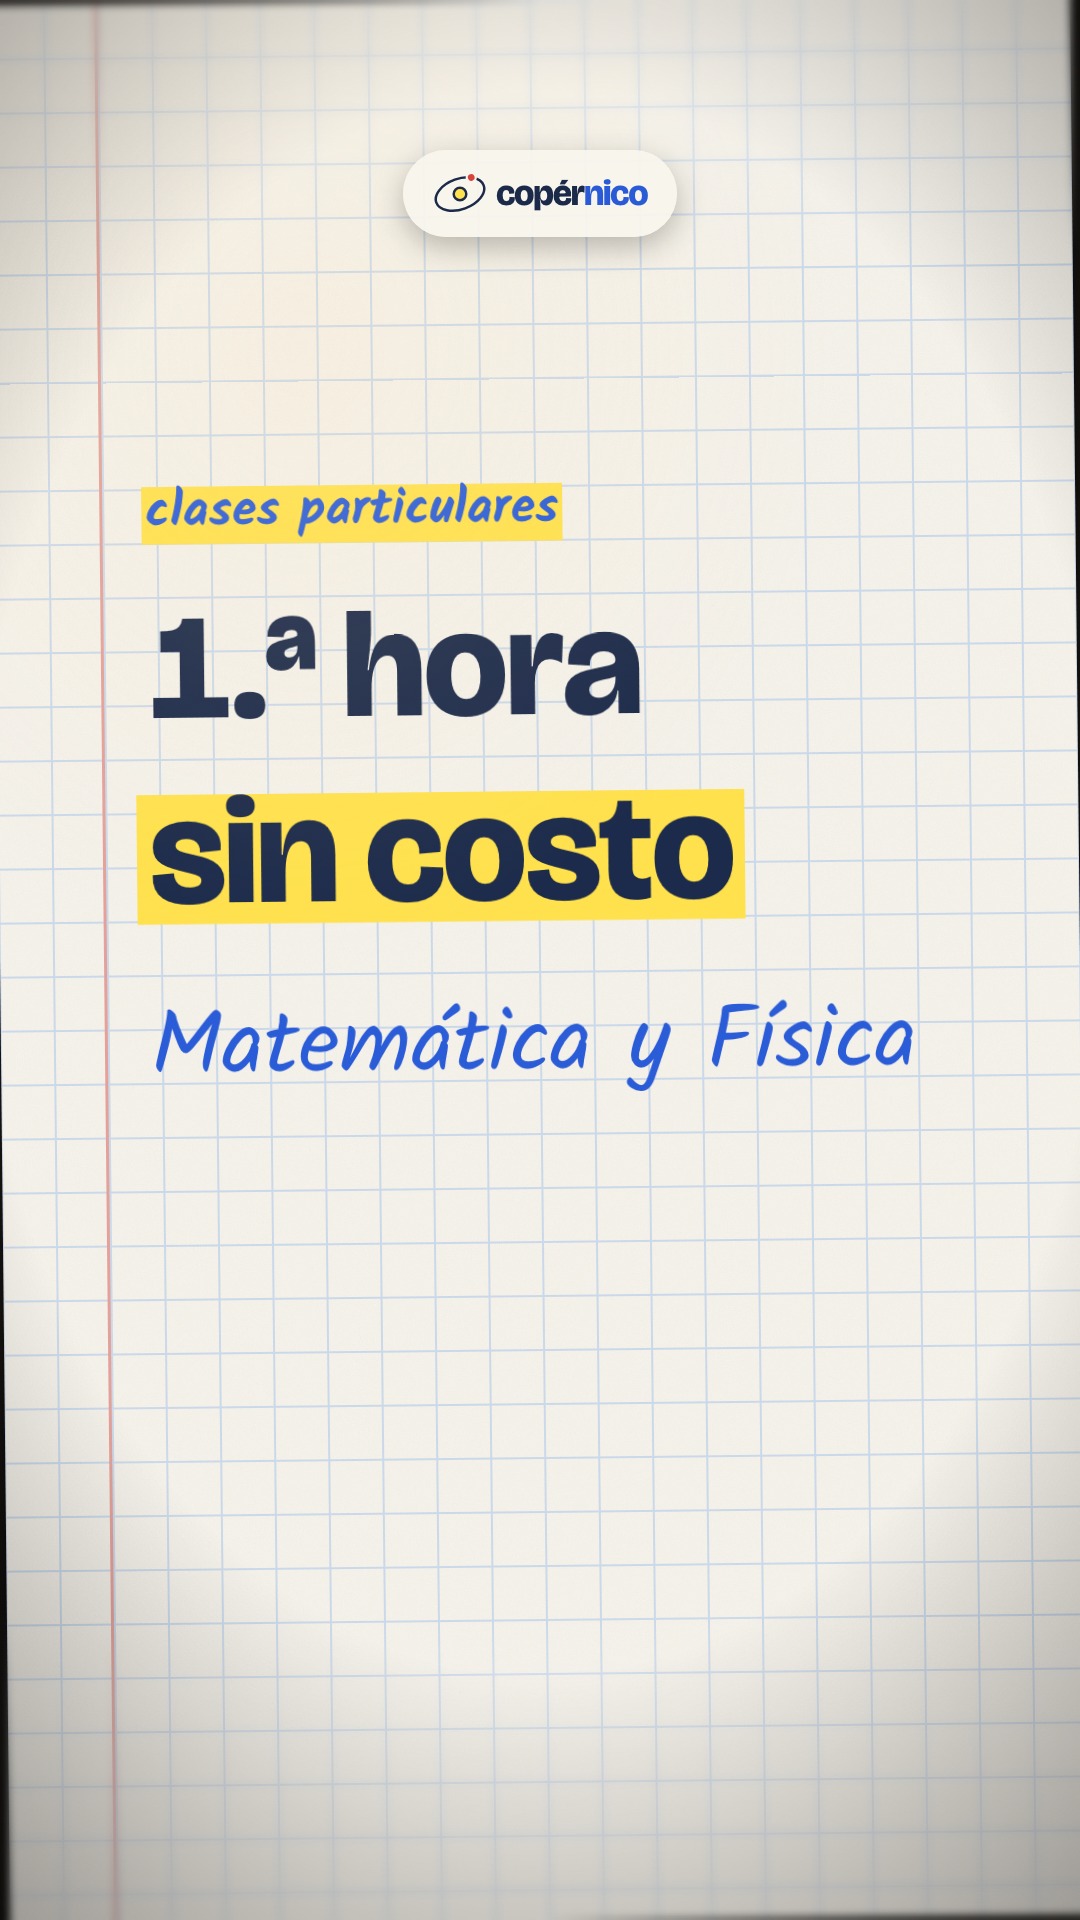 copérnico
clases particulares
1.ª hora
sin costo
Matemática y Física